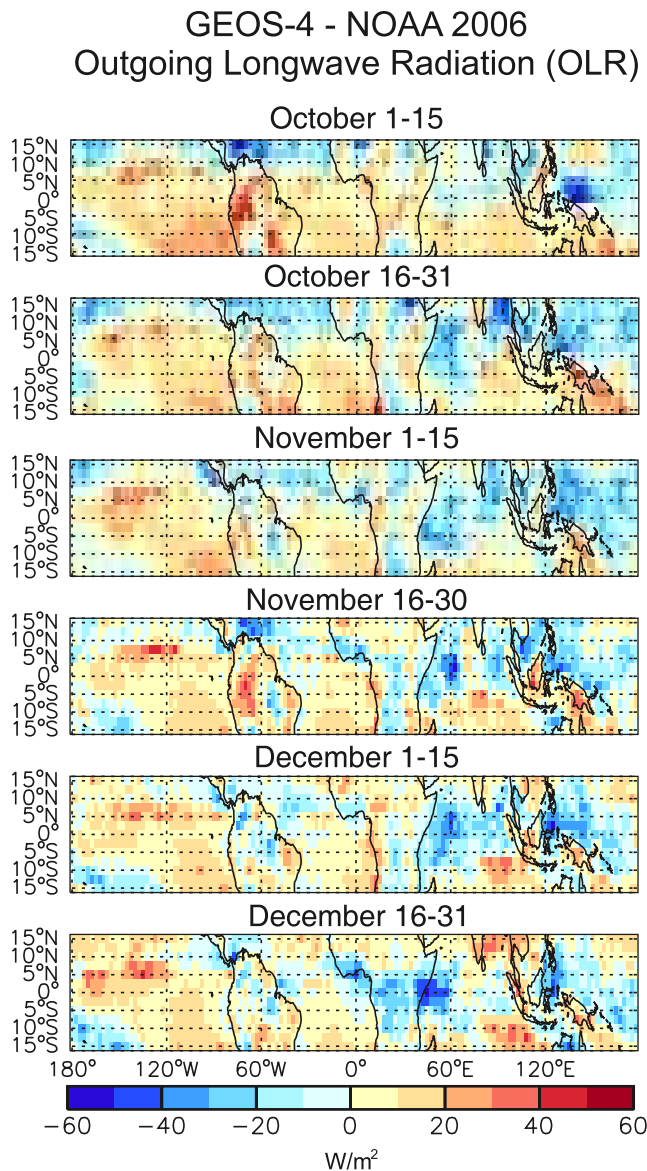 GEOS-4 - NOAA 2006
Outgoing Longwave Radiation (OLR)
October 1-15
15°N
10°N
5°N
0°
5°S
10°S
15°S
October 16-31
15°N
10°N
5°N
0°
5°S
10°S
15°S
November 1-15
15°N
10°N
5°N
0°
5°S
10°S
15°S
November 16-30
15°N
10°N
5°N
0°
5°S
10°S
15°S
December 1-15
15°N
10°N
5°N
0°
5°S
10°S
15°S
December 16-31
15°N
10°N
5°N
0°
5°S
10°S
15°S
180° 120°W 60°W 0° 60°E 120°E
−60 −40 −20 0 20 40 60
W/m²